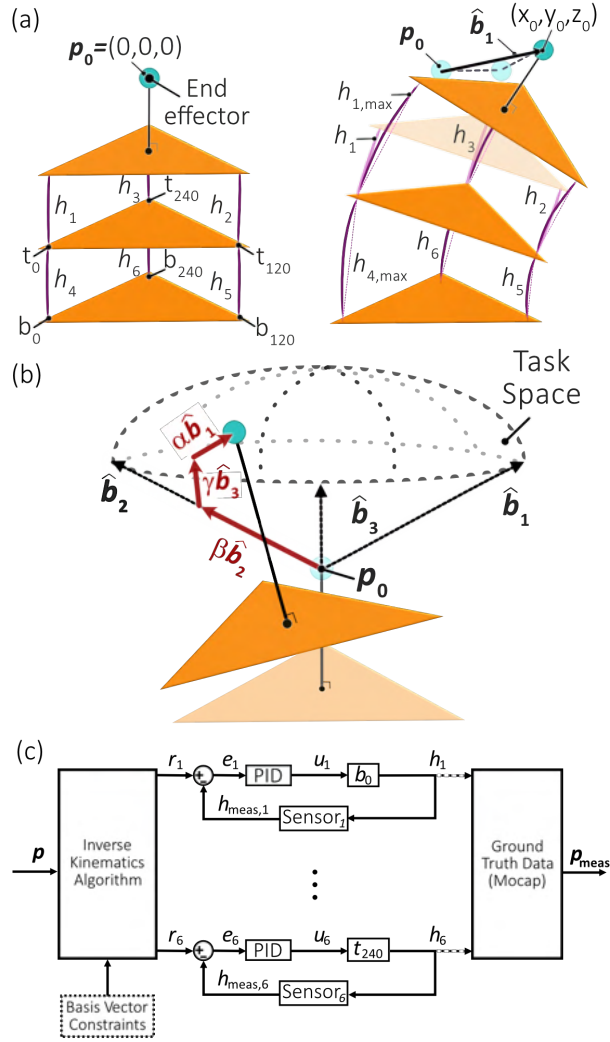 (a)
p₀=(0,0,0)
End
effector
h₁
h₃
t₂₄₀
h₂
t₀
h₄
h₆
b₂₄₀
h₅
t₁₂₀
b₀
b₁₂₀
(x₀,y₀,z₀)
p₀
b̂₁
h₁,max
h₁
h₃
h₂
h₆
h₄,max
h₅
(b)
Task
Space
αb̂₁
γb̂₃
b̂₂
b̂₃
b̂₁
βb̂₂
p₀
(c)
r₁
e₁
u₁
h₁
+
−
PID
b₀
hmeas,1
Sensor₁
p
Inverse
Kinematics
Algorithm
Ground
Truth Data
(Mocap)
pmeas
r₆
e₆
u₆
h₆
+
−
PID
t₂₄₀
hmeas,6
Sensor₆
Basis Vector
Constraints